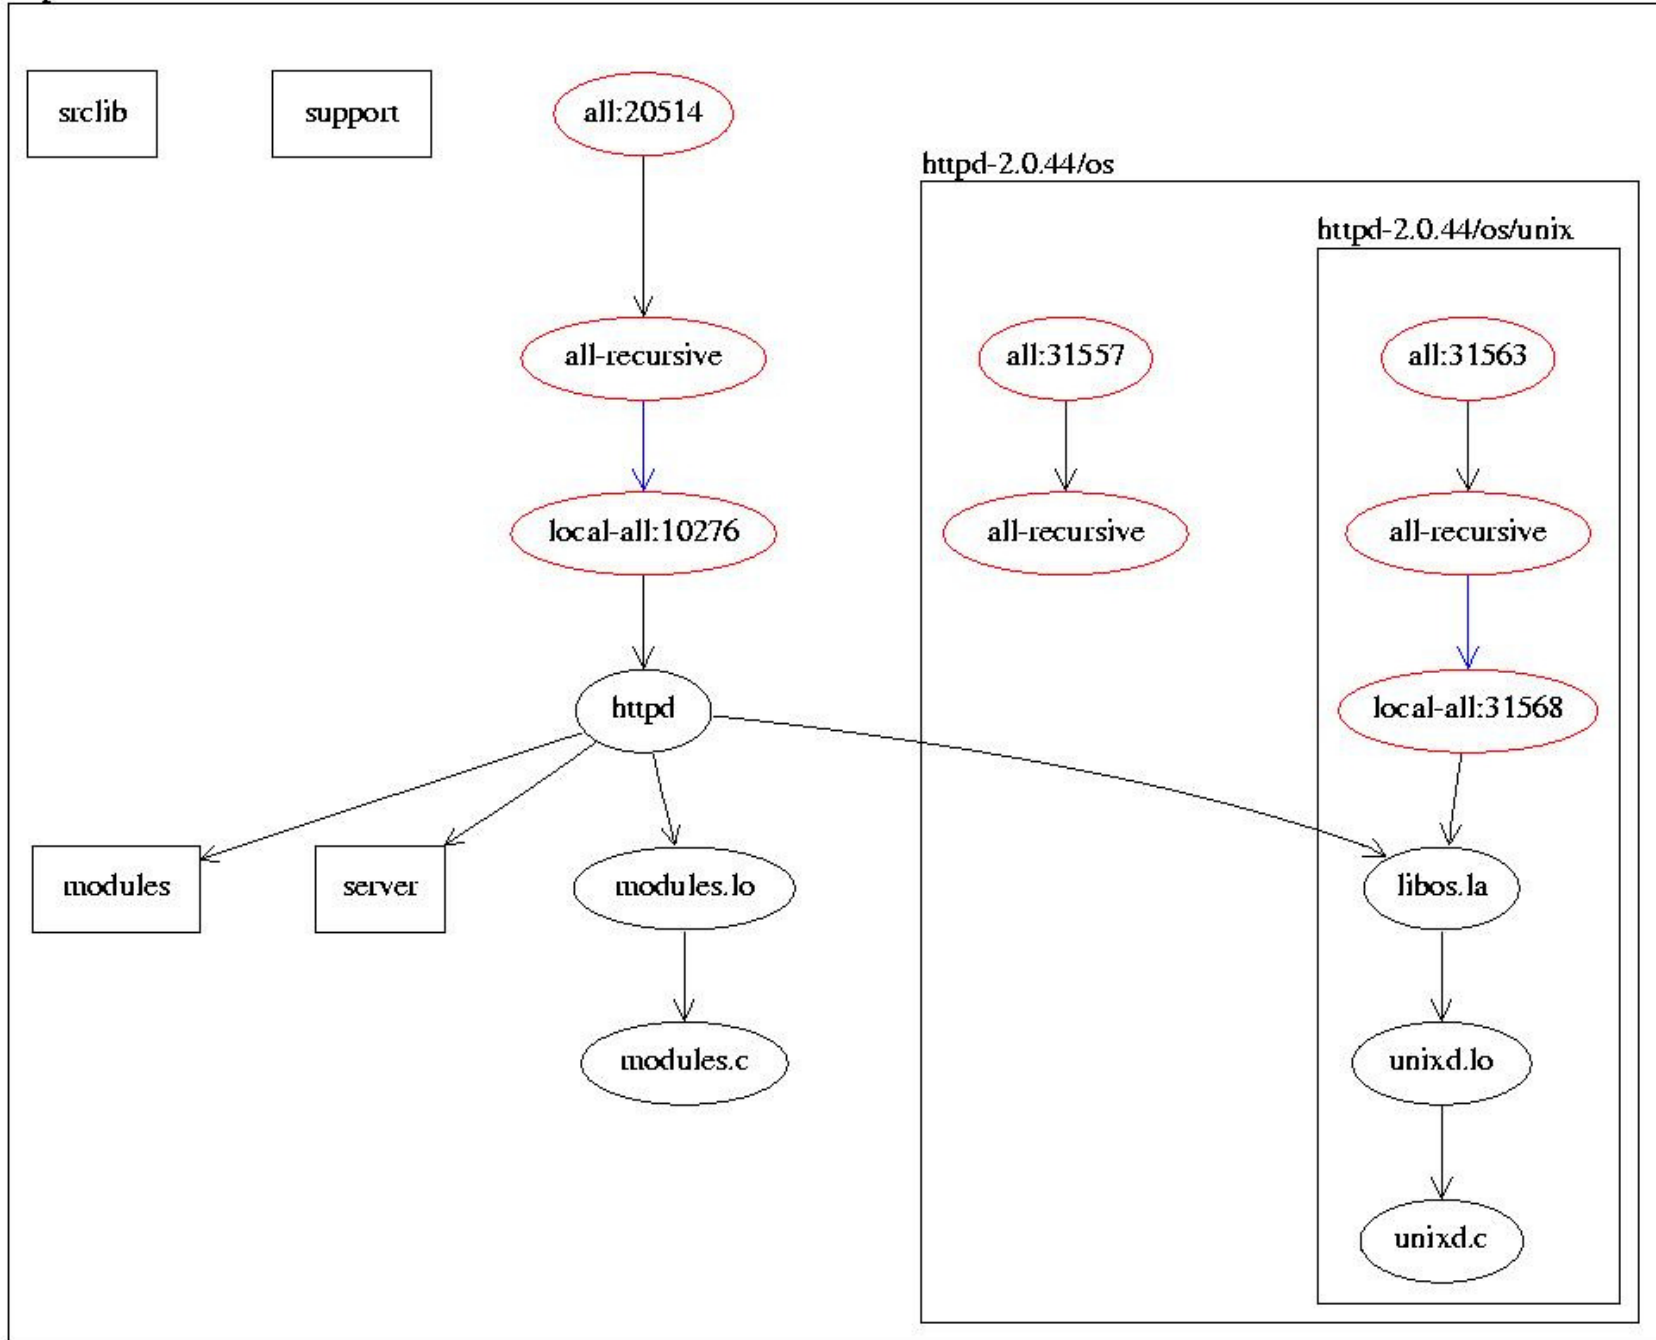 srclib
support
all:20514
httpd-2.0.44/os
httpd-2.0.44/os/unix
all-recursive
all:31557
all:31563
local-all:10276
all-recursive
all-recursive
httpd
local-all:31568
modules
server
modules.lo
libos.la
modules.c
unixd.lo
unixd.c